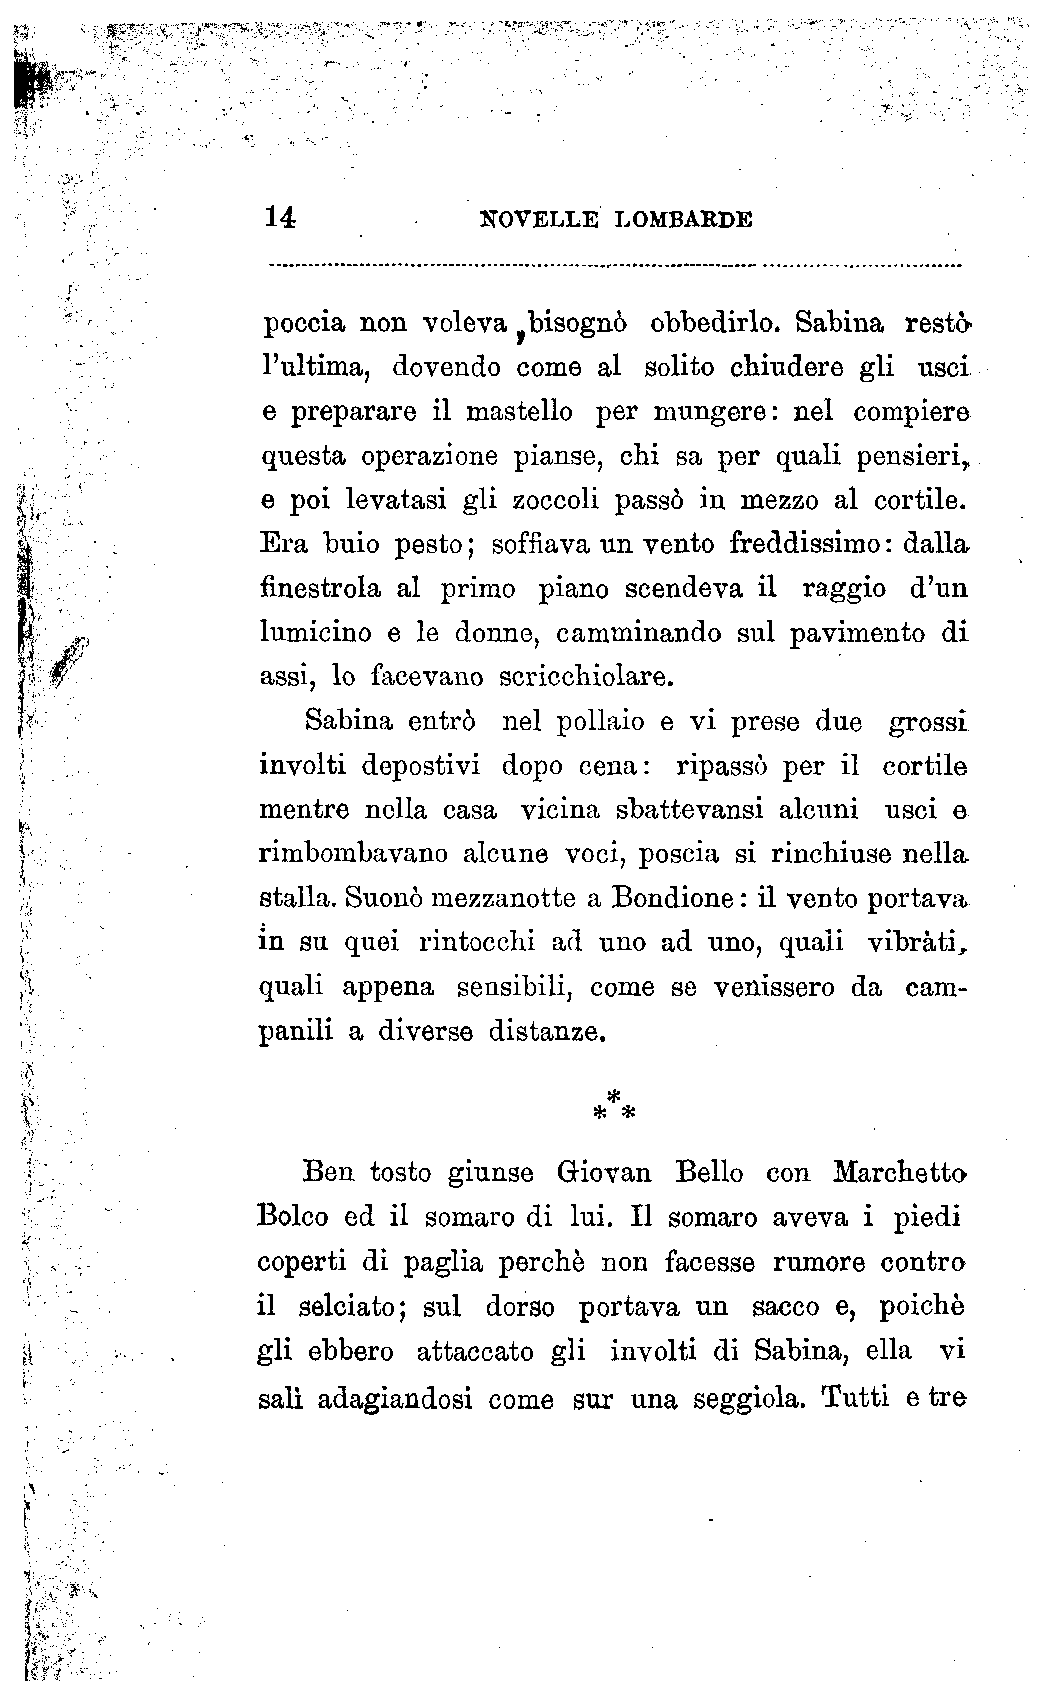 14 NOVELLE LOMBARDE
poccia non voleva, bisognò obbedirlo. Sabina restò
l'ultima, dovendo come al solito chiudere gli usci
e preparare il mastello per mungere: nel compiere
questa operazione pianse, chi sa per quali pensieri,
e poi levatasi gli zoccoli passò in mezzo al cortile.
Era buio pesto; soffiava un vento freddissimo: dalla
finestrola al primo piano scendeva il raggio d'un
lumicino e le donne, camminando sul pavimento di
assi, lo facevano scricchiolare.
Sabina entrò nel pollaio e vi prese due grossi
involti depostivi dopo cena: ripassò per il cortile
mentre nella casa vicina sbattevansi alcuni usci e
rimbombavano alcune voci, poscia si rinchiuse nella
stalla. Suonò mezzanotte a Bondione: il vento portava
in su quei rintocchi ad uno ad uno, quali vibràti,
quali appena sensibili, come se venissero da cam-
panili a diverse distanze.
*
* *
Ben tosto giunse Giovan Bello con Marchetto
Bolco ed il somaro di lui. Il somaro aveva i piedi
coperti di paglia perchè non facesse rumore contro
il selciato; sul dorso portava un sacco e, poichè
gli ebbero attaccato gli involti di Sabina, ella vi
salì adagiandosi come sur una seggiola. Tutti e tre